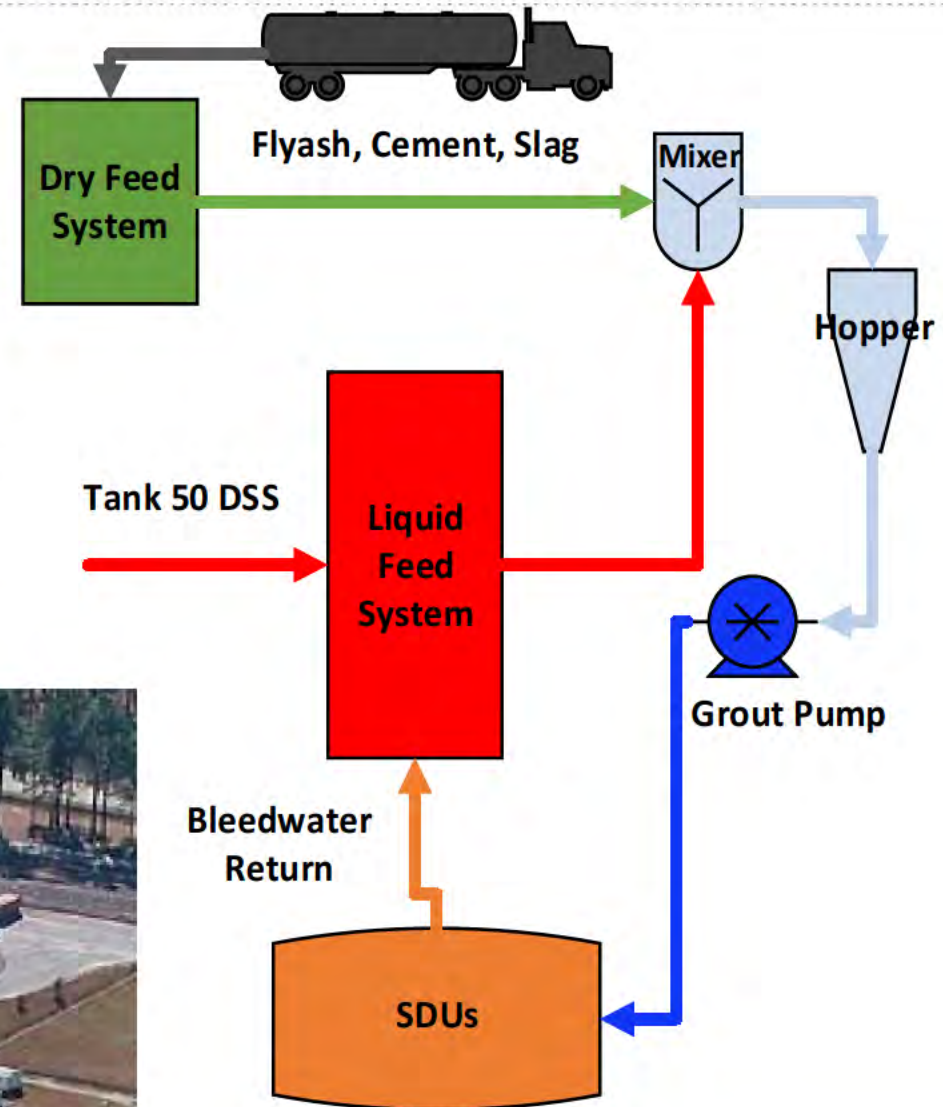 Flyash, Cement, Slag
Dry Feed
System
Mixer
Hopper
Tank 50 DSS
Liquid
Feed
System
Grout Pump
Bleedwater
Return
SDUs